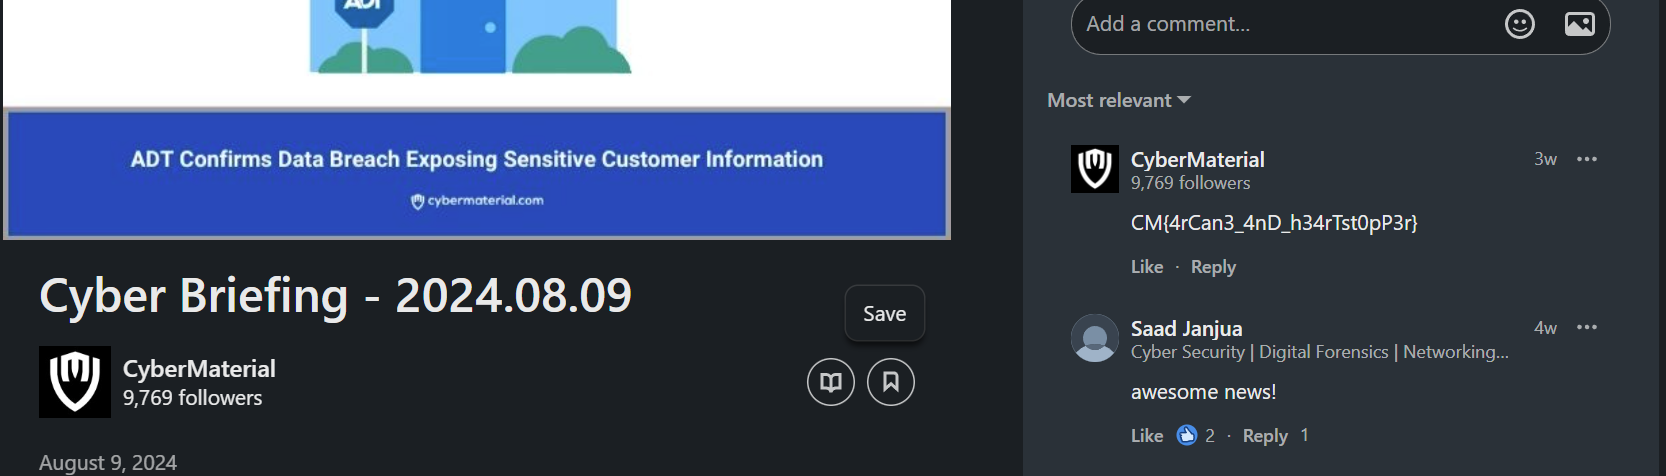 ADT
ADT Confirms Data Breach Exposing Sensitive Customer Information
cybermaterial.com
Cyber Briefing - 2024.08.09
Save
CyberMaterial
9,769 followers
August 9, 2024
Add a comment...
Most relevant
CyberMaterial 3w
9,769 followers
CM{4rCan3_4nD_h34rTst0pP3r}
Like · Reply
Saad Janjua 4w
Cyber Security | Digital Forensics | Networking...
awesome news!
Like 2 · Reply 1